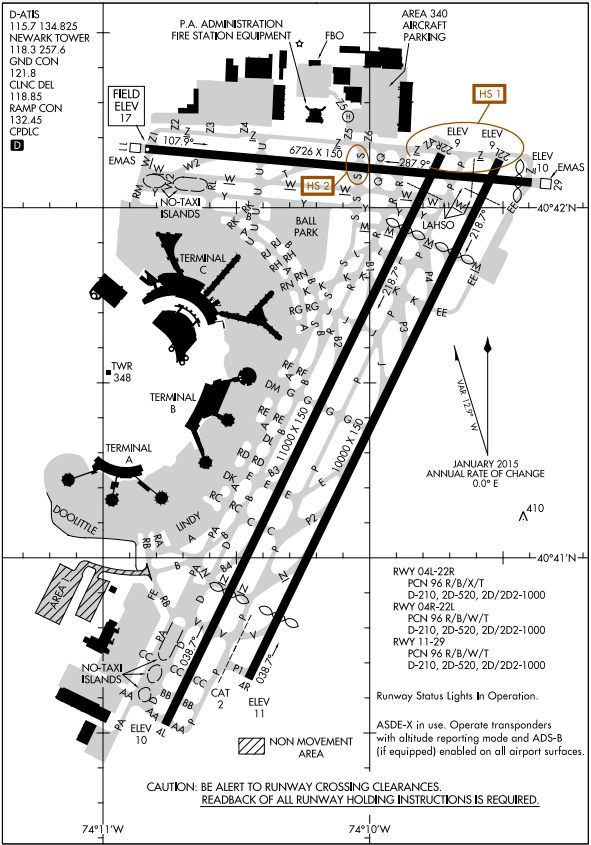 D-ATIS
115.7 134.825
NEWARK TOWER
118.3 257.6
GND CON
121.8
CLNC DEL
118.85
RAMP CON
132.45
CPDLC
D
P.A. ADMINISTRATION
FIRE STATION EQUIPMENT
FBO
AREA 340
AIRCRAFT
PARKING
HS 1
FIELD
ELEV
17
H
11
EMAS
107.9°
6726 X 150
287.9°
HS 2
22R
ELEV
9
22L
ELEV
9
ELEV
10
EMAS
29
NO-TAXI
ISLANDS
BALL
PARK
LAHSO
40°42'N
218.7°
218.7°
TERMINAL
C
TWR
348
TERMINAL
B
TERMINAL
A
DOOLITTLE
LINDY
11000 X 150
10000 X 150
VAR 12.9° W
JANUARY 2015
ANNUAL RATE OF CHANGE
0.0° E
410
40°41'N
AREA 1
NO-TAXI
ISLANDS
038.7°
038.7°
CAT
2
P1
4R
ELEV
11
ELEV
10
4L
NON MOVEMENT
AREA
RWY 04L-22R
PCN 96 R/B/X/T
D-210, 2D-520, 2D/2D2-1000
RWY 04R-22L
PCN 96 R/B/W/T
D-210, 2D-520, 2D/2D2-1000
RWY 11-29
PCN 96 R/B/W/T
D-210, 2D-520, 2D/2D2-1000
Runway Status Lights In Operation.
ASDE-X in use. Operate transponders
with altitude reporting mode and ADS-B
(if equipped) enabled on all airport surfaces.
CAUTION: BE ALERT TO RUNWAY CROSSING CLEARANCES.
READBACK OF ALL RUNWAY HOLDING INSTRUCTIONS IS REQUIRED.
74°11'W
74°10'W